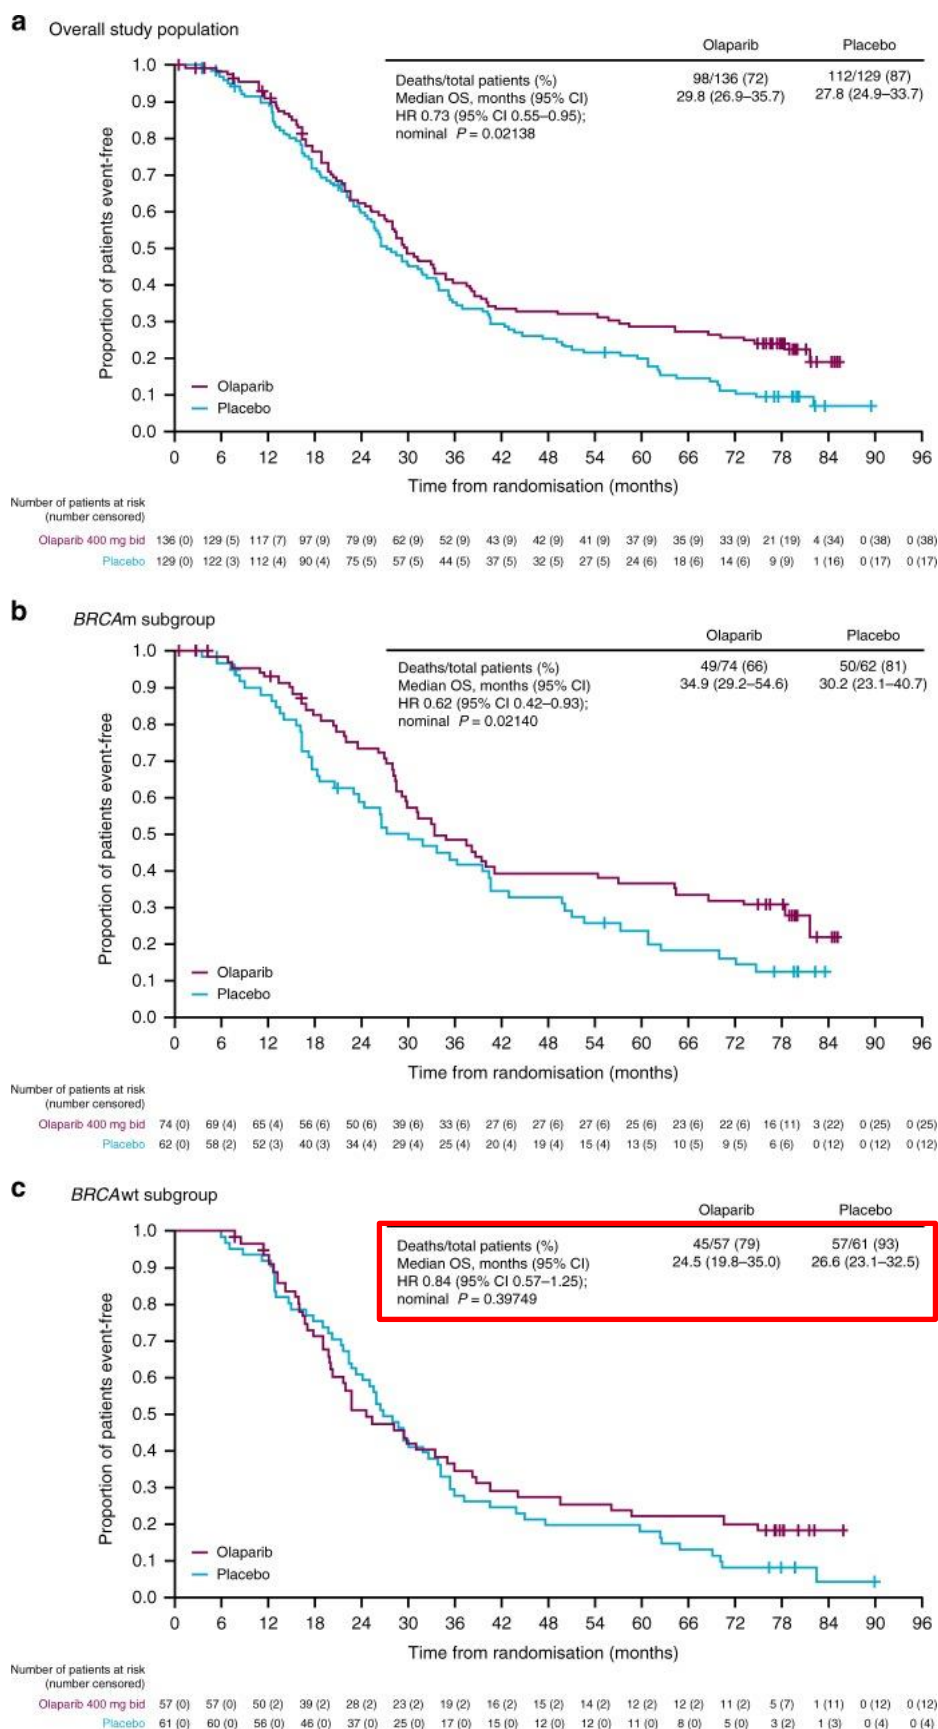 a Overall study population
Olaparib Placebo
Deaths/total patients (%) 98/136 (72) 112/129 (87)
Median OS, months (95% CI) 29.8 (26.9–35.7) 27.8 (24.9–33.7)
HR 0.73 (95% CI 0.55–0.95);
nominal P = 0.02138
Proportion of patients event-free
1.0
0.9
0.8
0.7
0.6
0.5
0.4
0.3
0.2
0.1
0.0
Olaparib
Placebo
0 6 12 18 24 30 36 42 48 54 60 66 72 78 84 90 96
Time from randomisation (months)
Number of patients at risk
(number censored)
Olaparib 400 mg bid 136 (0) 129 (5) 117 (7) 97 (9) 79 (9) 62 (9) 52 (9) 43 (9) 42 (9) 41 (9) 37 (9) 35 (9) 33 (9) 21 (19) 4 (34) 0 (38) 0 (38)
Placebo 129 (0) 122 (3) 112 (4) 90 (4) 75 (5) 57 (5) 44 (5) 37 (5) 32 (5) 27 (5) 24 (6) 18 (6) 14 (6) 9 (9) 1 (16) 0 (17) 0 (17)
b BRCAm subgroup
Olaparib Placebo
Deaths/total patients (%) 49/74 (66) 50/62 (81)
Median OS, months (95% CI) 34.9 (29.2–54.6) 30.2 (23.1–40.7)
HR 0.62 (95% CI 0.42–0.93);
nominal P = 0.02140
Proportion of patients event-free
1.0
0.9
0.8
0.7
0.6
0.5
0.4
0.3
0.2
0.1
0.0
Olaparib
Placebo
0 6 12 18 24 30 36 42 48 54 60 66 72 78 84 90 96
Time from randomisation (months)
Number of patients at risk
(number censored)
Olaparib 400 mg bid 74 (0) 69 (4) 65 (4) 56 (6) 50 (6) 39 (6) 33 (6) 27 (6) 27 (6) 27 (6) 25 (6) 23 (6) 22 (6) 16 (11) 3 (22) 0 (25) 0 (25)
Placebo 62 (0) 58 (2) 52 (3) 40 (3) 34 (4) 29 (4) 25 (4) 20 (4) 19 (4) 15 (4) 13 (5) 10 (5) 9 (5) 6 (6) 0 (12) 0 (12) 0 (12)
c BRCAwt subgroup
Olaparib Placebo
Deaths/total patients (%) 45/57 (79) 57/61 (93)
Median OS, months (95% CI) 24.5 (19.8–35.0) 26.6 (23.1–32.5)
HR 0.84 (95% CI 0.57–1.25);
nominal P = 0.39749
Proportion of patients event-free
1.0
0.9
0.8
0.7
0.6
0.5
0.4
0.3
0.2
0.1
0.0
Olaparib
Placebo
0 6 12 18 24 30 36 42 48 54 60 66 72 78 84 90 96
Time from randomisation (months)
Number of patients at risk
(number censored)
Olaparib 400 mg bid 57 (0) 57 (0) 50 (2) 39 (2) 28 (2) 23 (2) 19 (2) 16 (2) 15 (2) 14 (2) 12 (2) 12 (2) 11 (2) 5 (7) 1 (11) 0 (12) 0 (12)
Placebo 61 (0) 60 (0) 56 (0) 46 (0) 37 (0) 25 (0) 17 (0) 15 (0) 12 (0) 12 (0) 11 (0) 8 (0) 5 (0) 3 (2) 1 (3) 0 (4) 0 (4)